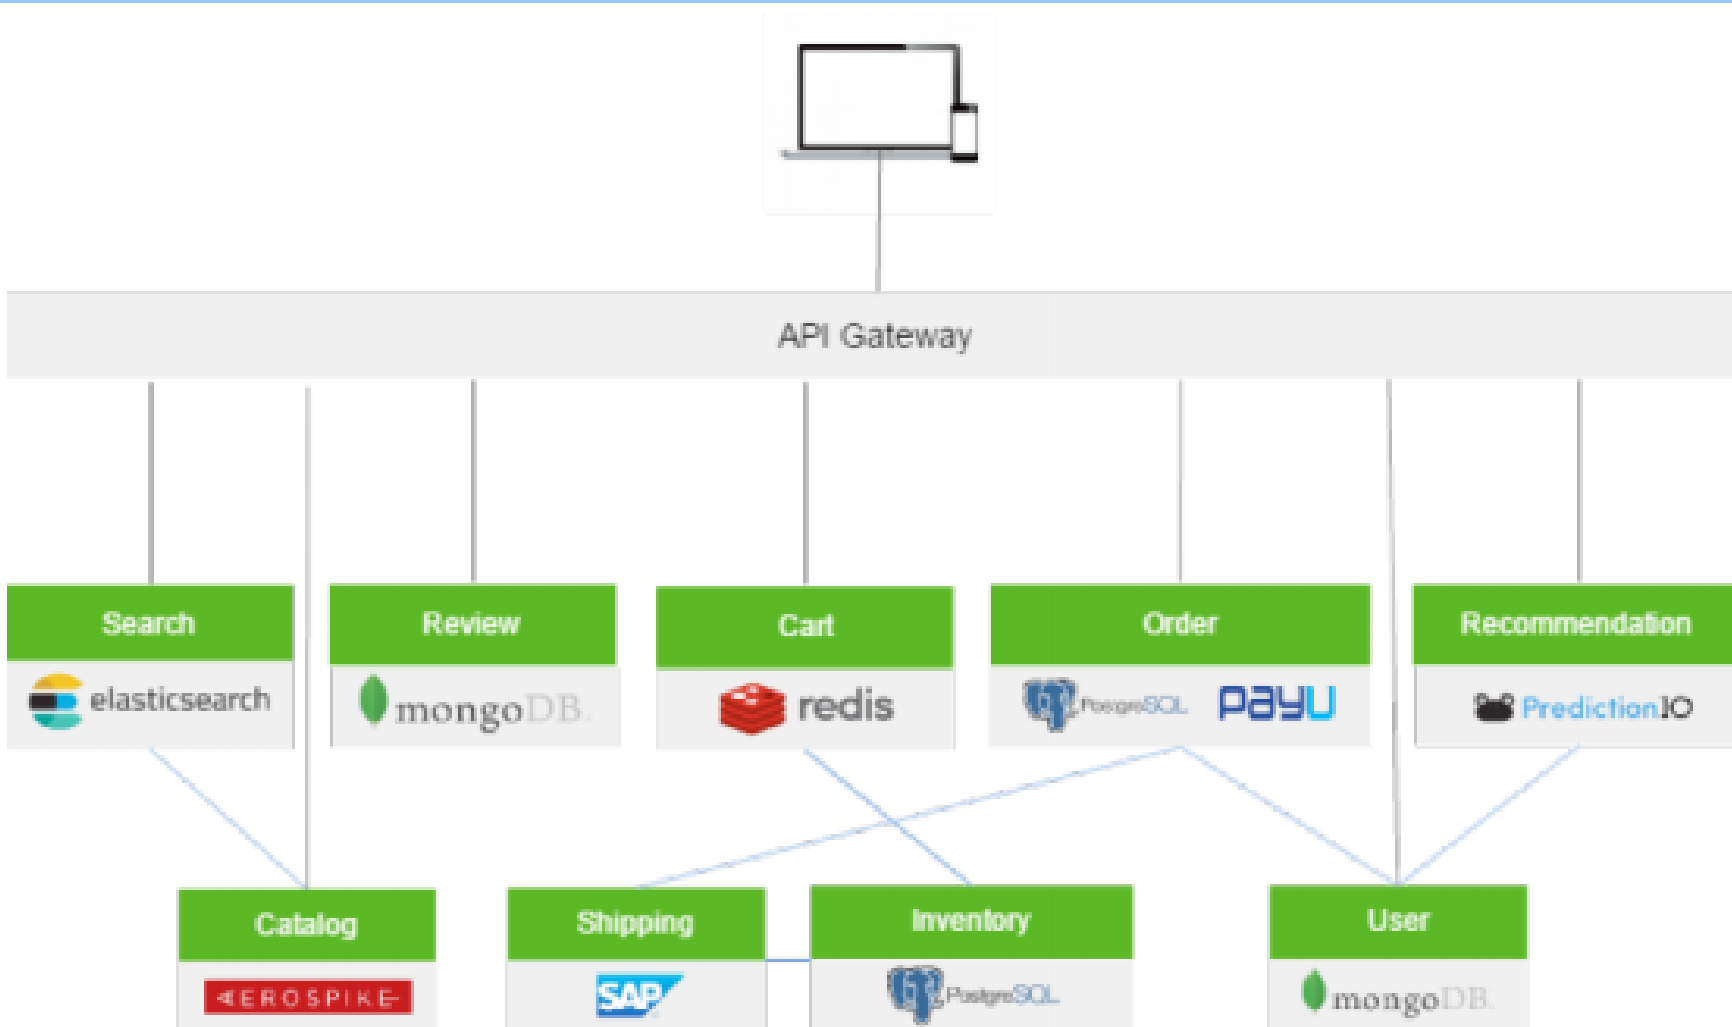 API Gateway
Search
Review
Cart
Order
Recommendation
elasticsearch
mongoDB.
redis
PostgreSQL
payu
PredictionIO
Catalog
Shipping
Inventory
User
AEROSPIKE
SAP
PostgreSQL
mongoDB.